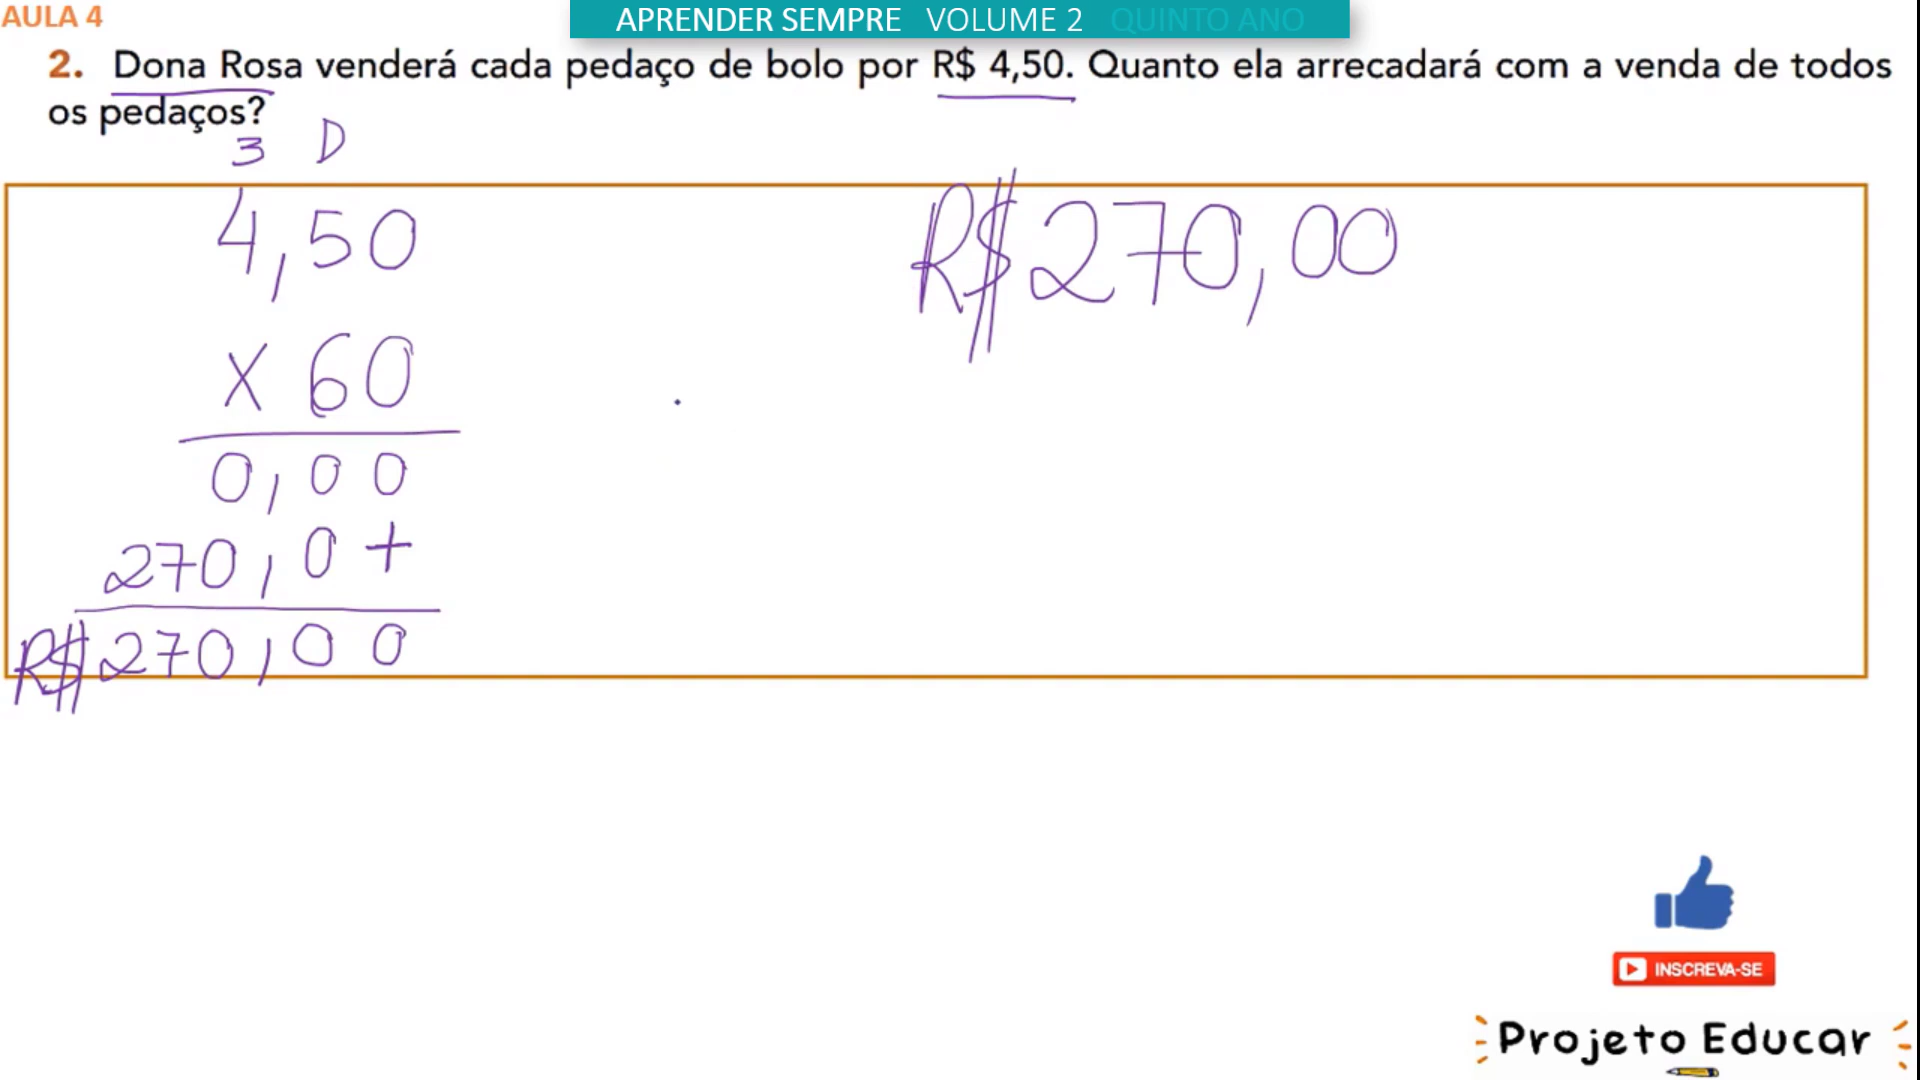 AULA 4
APRENDER SEMPRE VOLUME 2 QUINTO ANO
2. Dona Rosa venderá cada pedaço de bolo por R$ 4,50. Quanto ela arrecadará com a venda de todos
os pedaços?
3 D
4,50
R$ 270,00
X 60
0,00
270,0 +
R$ 270,00
INSCREVA-SE
Projeto Educar